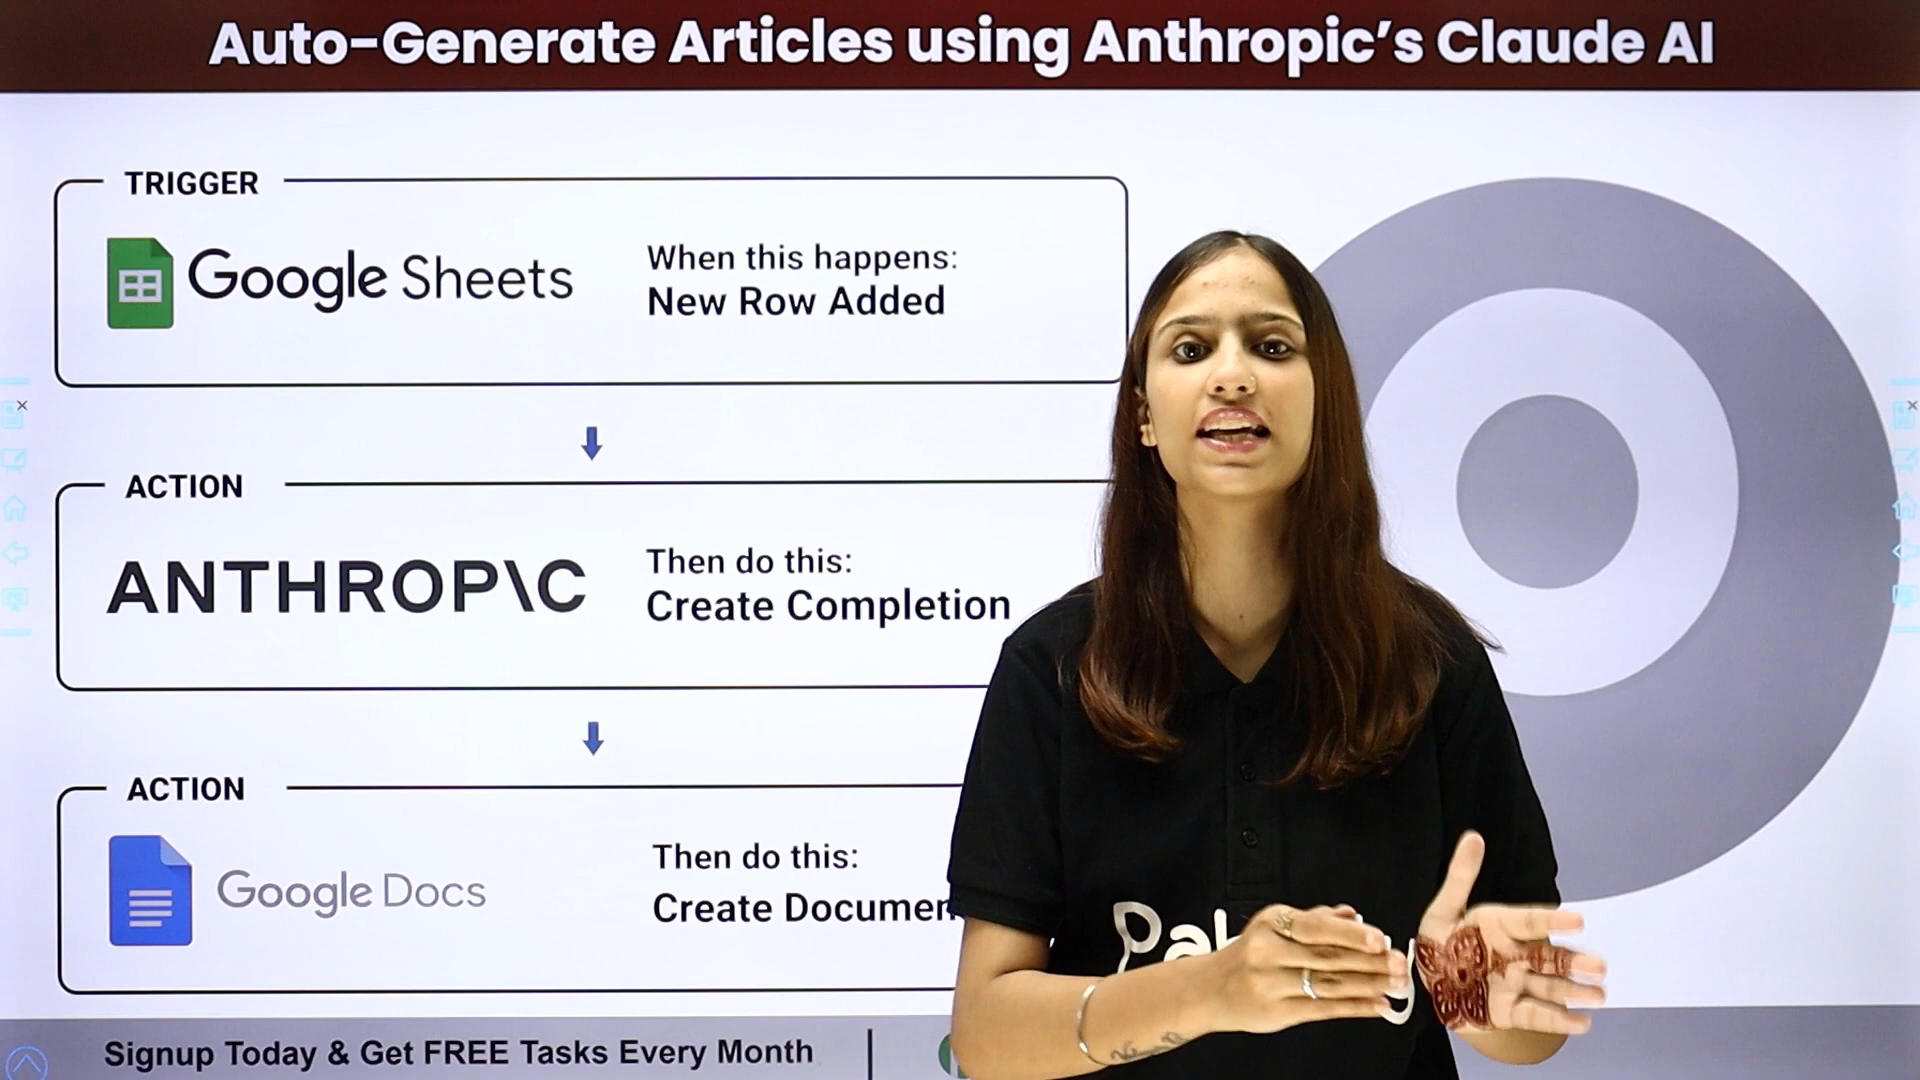 Auto-Generate Articles using Anthropic's Claude AI
TRIGGER
Google Sheets
When this happens:
New Row Added
ACTION
ANTHROP\C
Then do this:
Create Completion
ACTION
Google Docs
Then do this:
Create
Signup Today & Get FREE Tasks Every Month